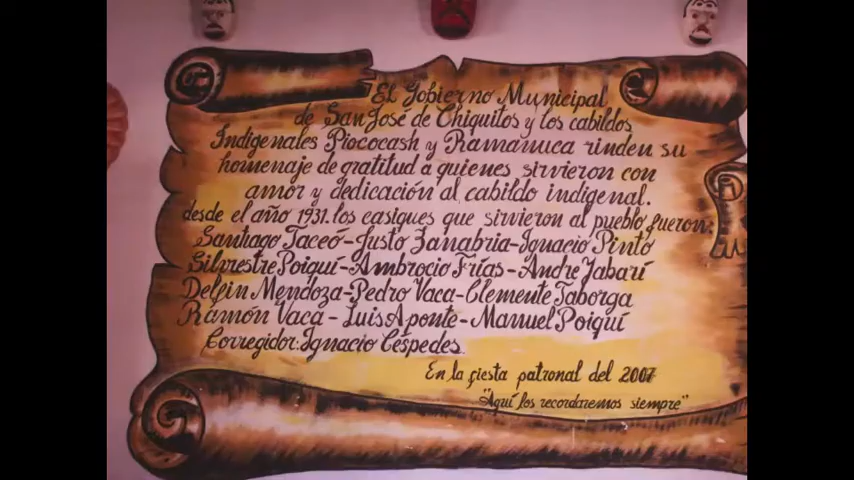 El Gobierno Municipal
de San José de Chiquitos y los cabildos
Indigenales Piococash y Ramanuca rinden su
homenaje de gratitud a quienes sirvieron con
amor y dedicación al cabildo indigenal.
desde el año 1931. los casiques que sirvieron al pueblo fueron:
Santiago Taceó-Justo Zanabria-Ignacio Pinto
Silvestre Poiquí-Ambrocio Frías-Andre Jabarí
Delfin Mendoza-Pedro Vaca-Clemente Taborga
Ramón Vaca-Luis Aponte-Manuel Poiquí
Corregidor: Ignacio Céspedes
En la fiesta patronal del 2007
"Aquí los recordaremos siempre"